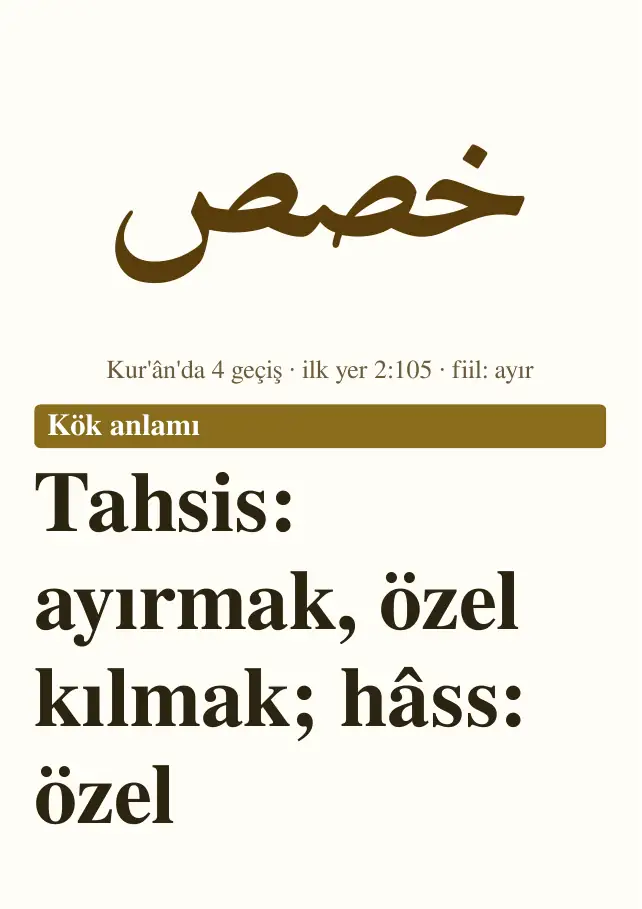 خصص
Kur'ân'da 4 geçiş · ilk yer 2:105 · fiil: ayır
Kök anlamı
Tahsis:
ayırmak, özel
kılmak; hâss:
özel